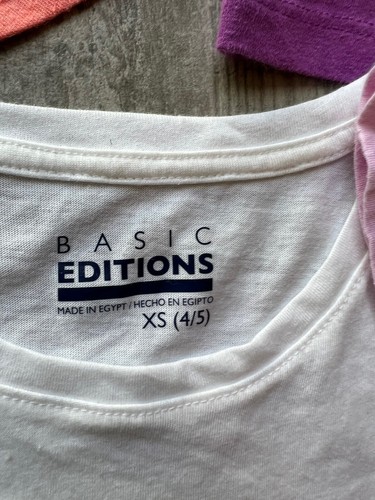 BASIC
EDITIONS
MADE IN EGYPT / HECHO EN EGIPTO
XS (4/5)